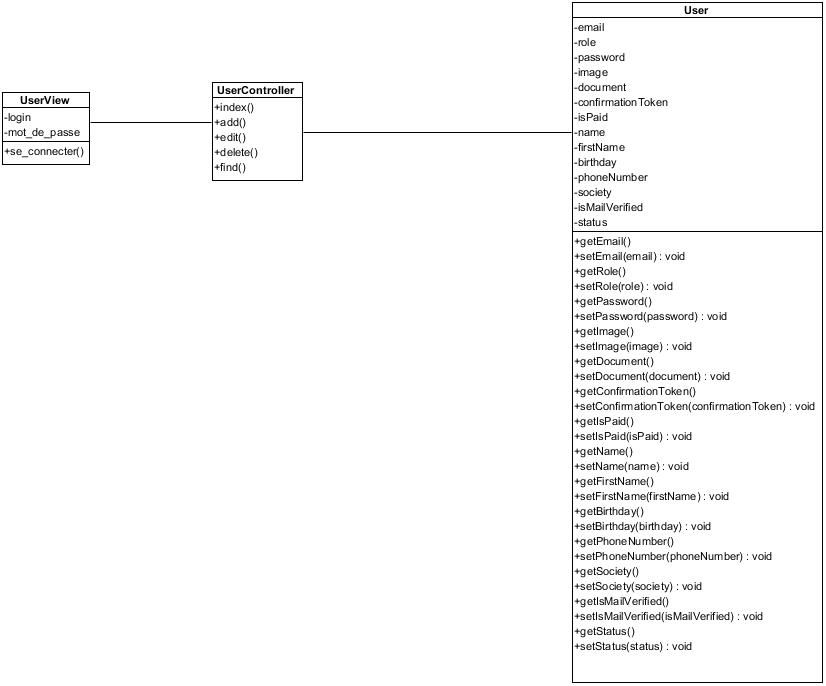 UserView
-login
-mot_de_passe
+se_connecter()
UserController
+index()
+add()
+edit()
+delete()
+find()
User
-email
-role
-password
-image
-document
-confirmationToken
-isPaid
-name
-firstName
-birthday
-phoneNumber
-society
-isMailVerified
-status
+getEmail()
+setEmail(email) : void
+getRole()
+setRole(role) : void
+getPassword()
+setPassword(password) : void
+getImage()
+setImage(image) : void
+getDocument()
+setDocument(document) : void
+getConfirmationToken()
+setConfirmationToken(confirmationToken) : void
+getIsPaid()
+setIsPaid(isPaid) : void
+getName()
+setName(name) : void
+getFirstName()
+setFirstName(firstName) : void
+getBirthday()
+setBirthday(birthday) : void
+getPhoneNumber()
+setPhoneNumber(phoneNumber) : void
+getSociety()
+setSociety(society) : void
+getIsMailVerified()
+setIsMailVerified(isMailVerified) : void
+getStatus()
+setStatus(status) : void